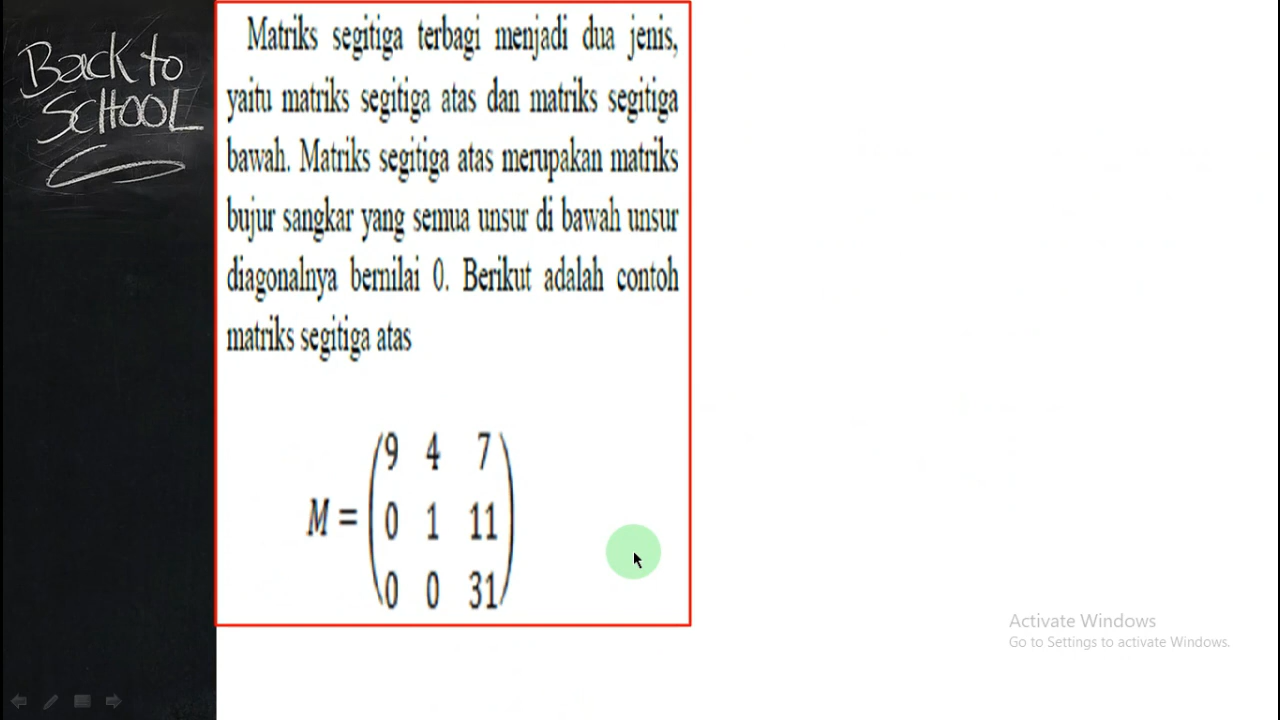 Back to
SCHOOL
Matriks segitiga terbagi menjadi dua jenis,
yaitu matriks segitiga atas dan matriks segitiga
bawah. Matriks segitiga atas merupakan matriks
bujur sangkar yang semua unsur di bawah unsur
diagonalnya bernilai 0. Berikut adalah contoh
matriks segitiga atas
9 4 7
M = 0 1 11
0 0 31
Activate Windows
Go to Settings to activate Windows.